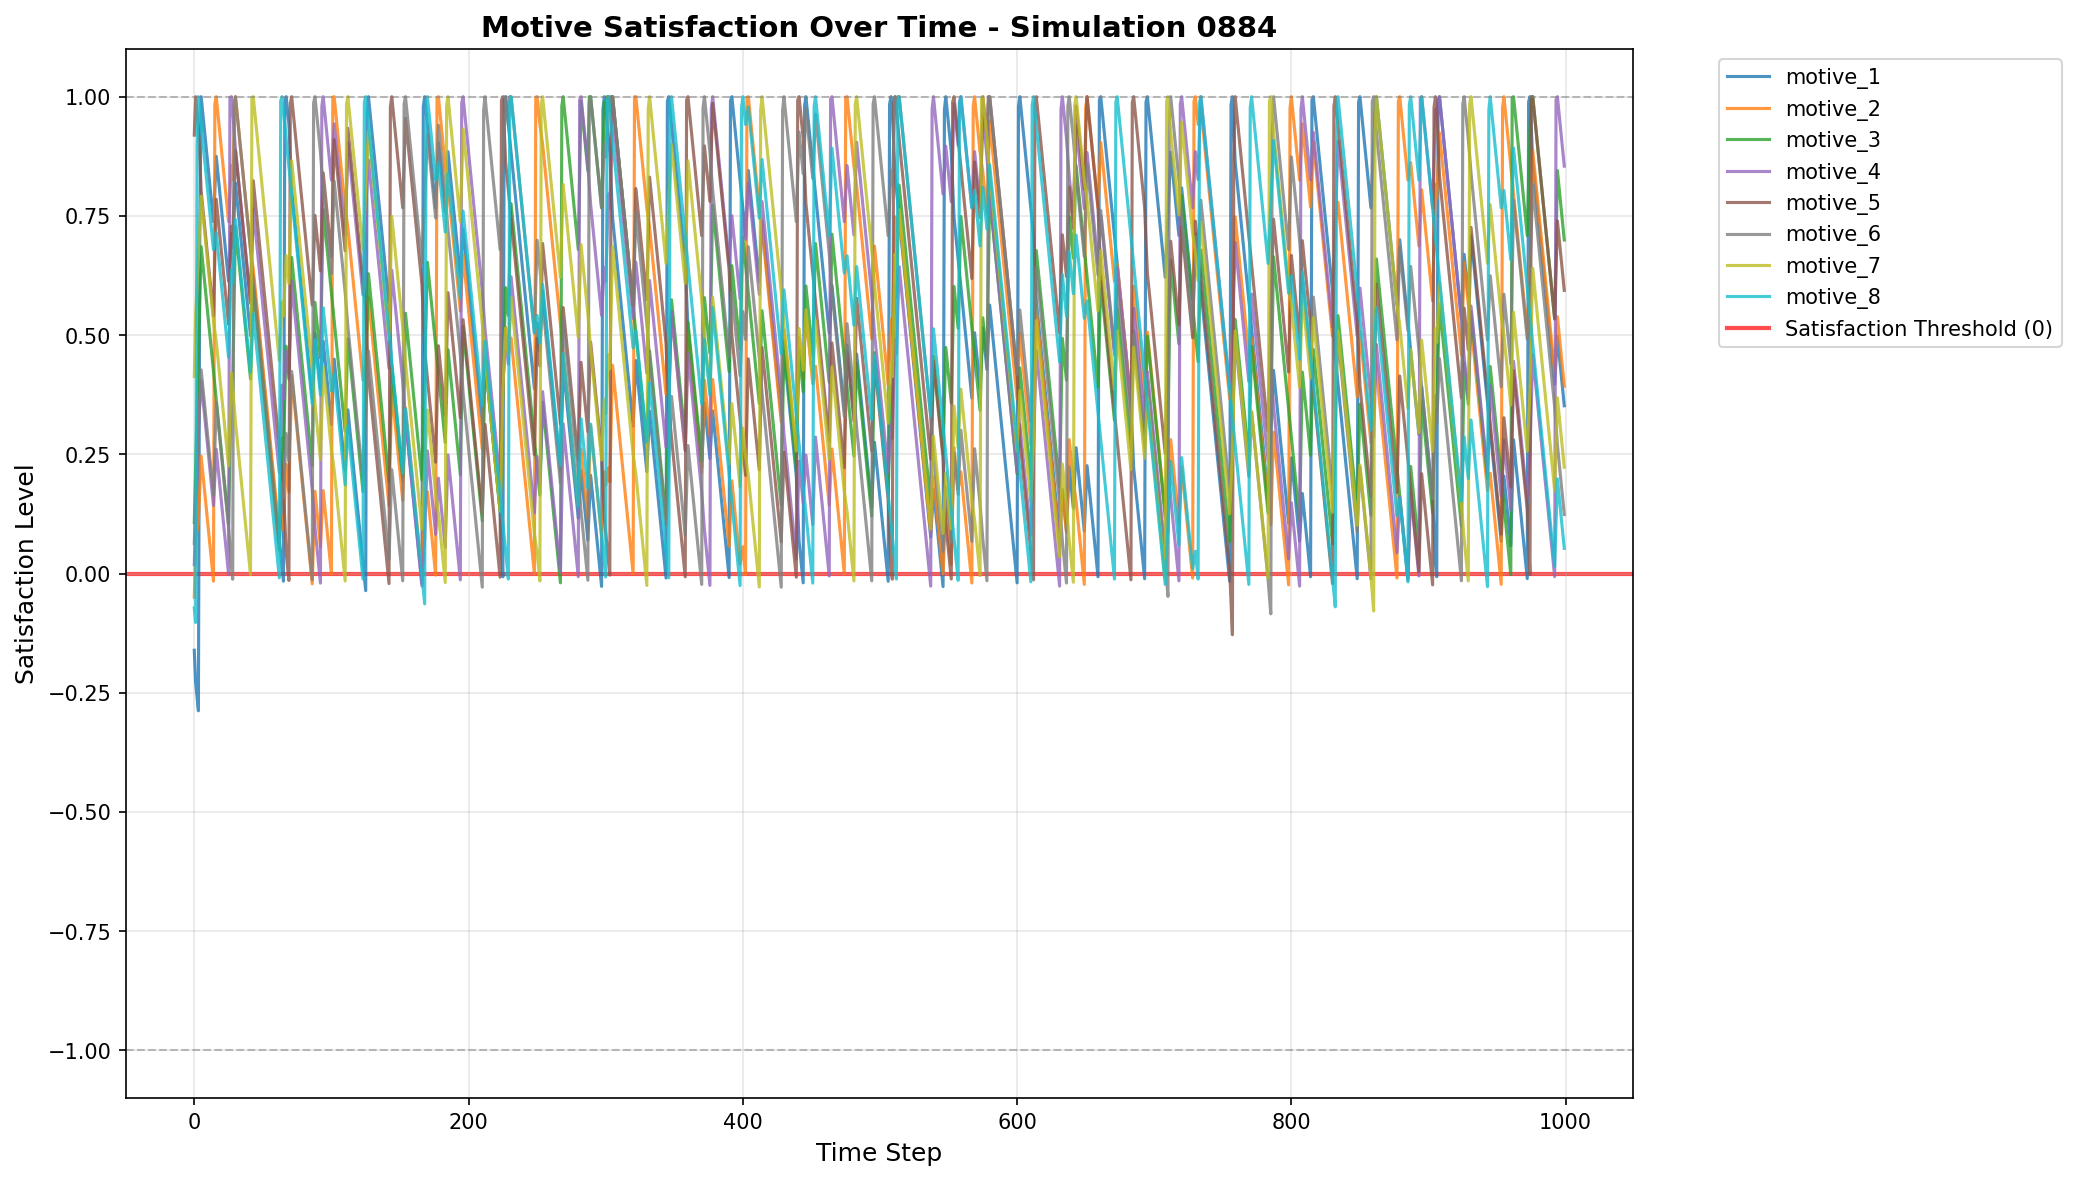 Motive Satisfaction Over Time - Simulation 0884
motive_1
motive_2
motive_3
motive_4
motive_5
motive_6
motive_7
motive_8
Satisfaction Threshold (0)
Satisfaction Level
1.00
0.75
0.50
0.25
0.00
−0.25
−0.50
−0.75
−1.00
0 200 400 600 800 1000
Time Step